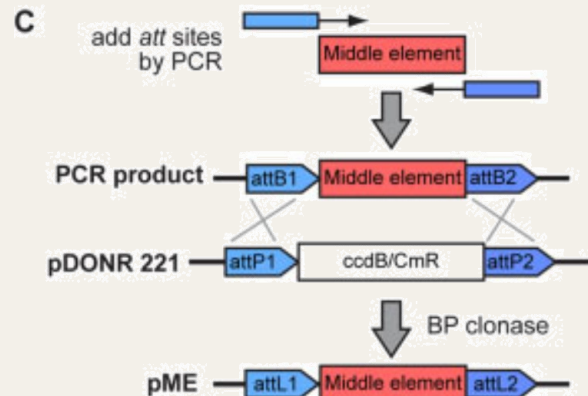 C
add att sites
by PCR
Middle element
PCR product
attB1
Middle element
attB2
pDONR 221
attP1
ccdB/CmR
attP2
BP clonase
pME
attL1
Middle element
attL2